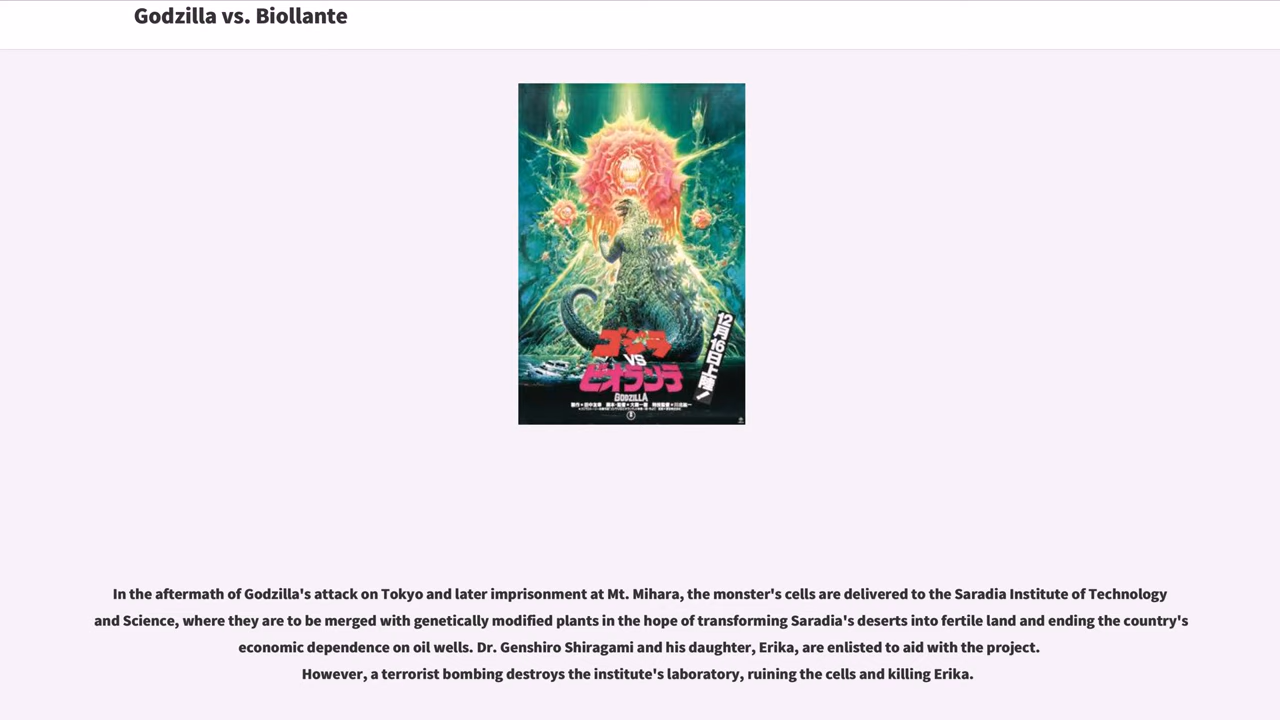 Godzilla vs. Biollante
ゴジラ
VS
ビオランテ
GODZILLA
12月16日上陸!
In the aftermath of Godzilla's attack on Tokyo and later imprisonment at Mt. Mihara, the monster's cells are delivered to the Saradia Institute of Technology
and Science, where they are to be merged with genetically modified plants in the hope of transforming Saradia's deserts into fertile land and ending the country's
economic dependence on oil wells. Dr. Genshiro Shiragami and his daughter, Erika, are enlisted to aid with the project.
However, a terrorist bombing destroys the institute's laboratory, ruining the cells and killing Erika.